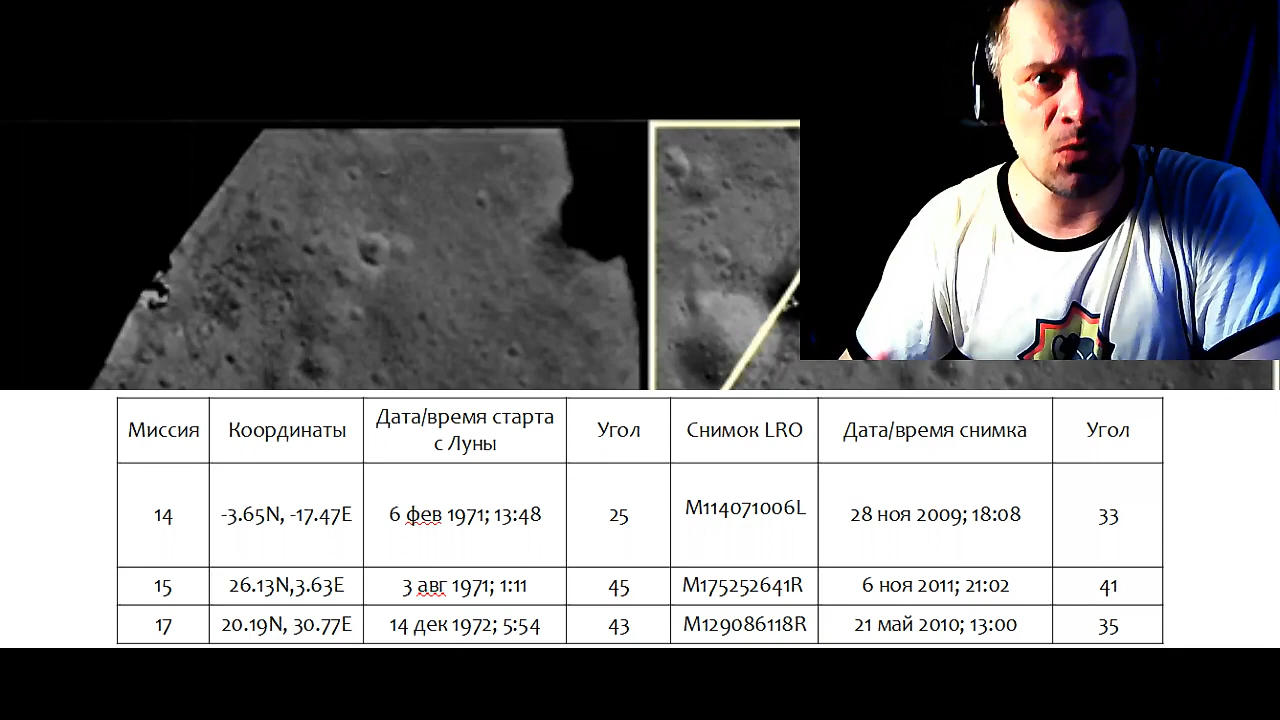 Миссия Координаты Дата/время старта с Луны Угол Снимок LRO Дата/время снимка Угол
14 -3.65N, -17.47E 6 фев 1971; 13:48 25 M114071006L 28 ноя 2009; 18:08 33
15 26.13N,3.63E 3 авг 1971; 1:11 45 M175252641R 6 ноя 2011; 21:02 41
17 20.19N, 30.77E 14 дек 1972; 5:54 43 M129086118R 21 май 2010; 13:00 35